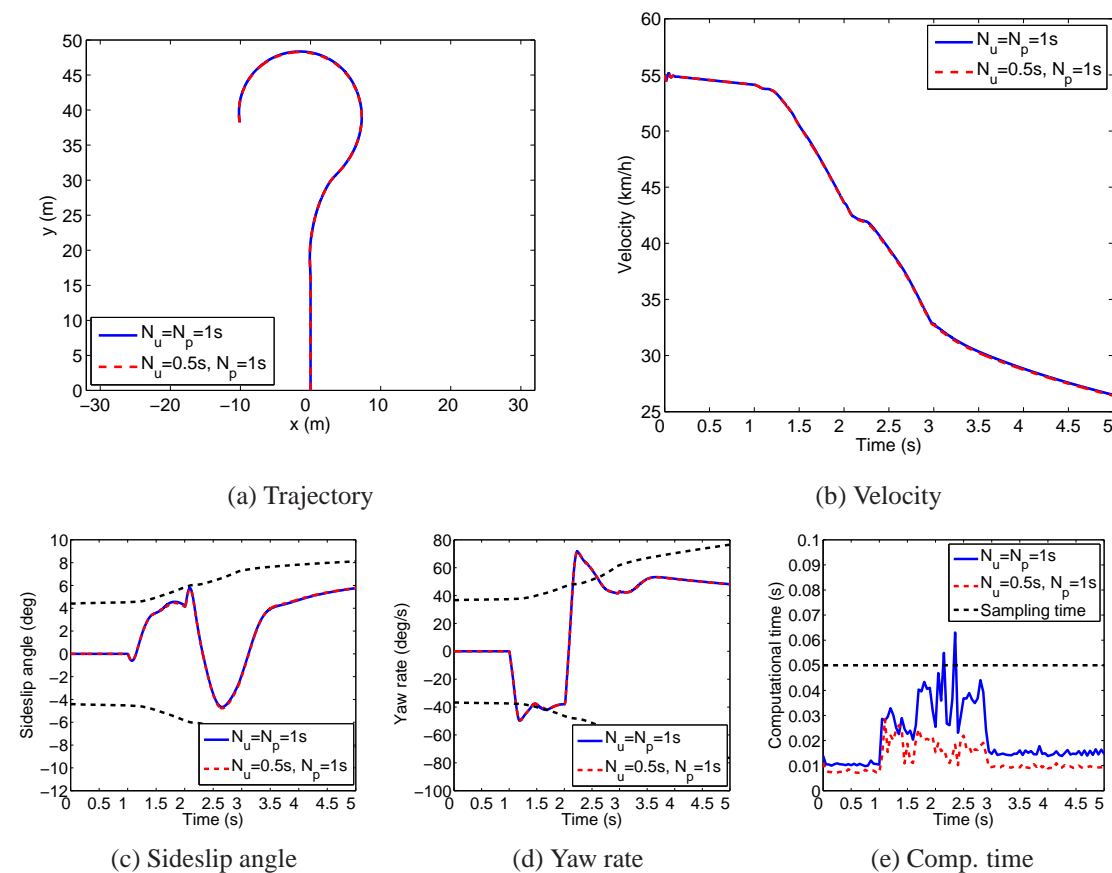 50
45
40
35
30
25
20
15
10
5
0
y (m)
−30 −20 −10 0 10 20 30
x (m)
N_u=N_p=1s
N_u=0.5s, N_p=1s
(a) Trajectory
60
55
50
45
40
35
30
25
Velocity (km/h)
0 0.5 1 1.5 2 2.5 3 3.5 4 4.5 5
Time (s)
N_u=N_p=1s
N_u=0.5s, N_p=1s
(b) Velocity
10
8
6
4
2
0
−2
−4
−6
−8
−10
−12
Sideslip angle (deg)
0 0.5 1 1.5 2 2.5 3 3.5 4 4.5 5
Time (s)
N_u=N_p=1s
N_u=0.5s, N_p=1s
(c) Sideslip angle
80
60
40
20
0
−20
−40
−60
−80
−100
Yaw rate (deg/s)
0 0.5 1 1.5 2 2.5 3 3.5 4 4.5 5
Time (s)
N_u=N_p=1s
N_u=0.5s, N_p=1s
(d) Yaw rate
0.1
0.09
0.08
0.07
0.06
0.05
0.04
0.03
0.02
0.01
0.00
Computational time (s)
0 0.5 1 1.5 2 2.5 3 3.5 4 4.5 5
Time (s)
N_u=N_p=1s
N_u=0.5s, N_p=1s
Sampling time
(e) Comp. time